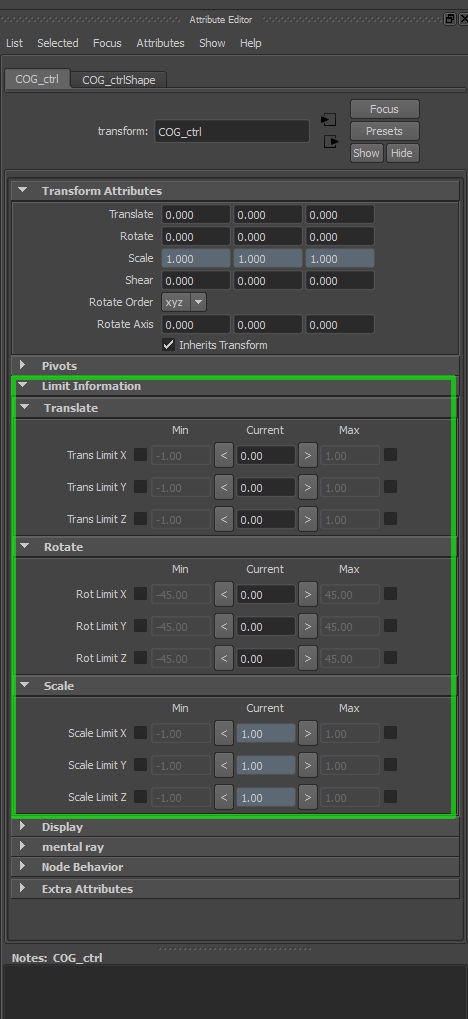 Attribute Editor
List Selected Focus Attributes Show Help
COG_ctrl COG_ctrlShape
Focus
transform: COG_ctrl Presets
Show Hide
Transform Attributes
Translate 0.000 0.000 0.000
Rotate 0.000 0.000 0.000
Scale 1.000 1.000 1.000
Shear 0.000 0.000 0.000
Rotate Order xyz
Rotate Axis 0.000 0.000 0.000
Inherits Transform
Pivots
Limit Information
Translate
Min Current Max
Trans Limit X -1.00 < 0.00 > 1.00
Trans Limit Y -1.00 < 0.00 > 1.00
Trans Limit Z -1.00 < 0.00 > 1.00
Rotate
Min Current Max
Rot Limit X -45.00 < 0.00 > 45.00
Rot Limit Y -45.00 < 0.00 > 45.00
Rot Limit Z -45.00 < 0.00 > 45.00
Scale
Min Current Max
Scale Limit X -1.00 < 1.00 > 1.00
Scale Limit Y -1.00 < 1.00 > 1.00
Scale Limit Z -1.00 < 1.00 > 1.00
Display
mental ray
Node Behavior
Extra Attributes
Notes: COG_ctrl